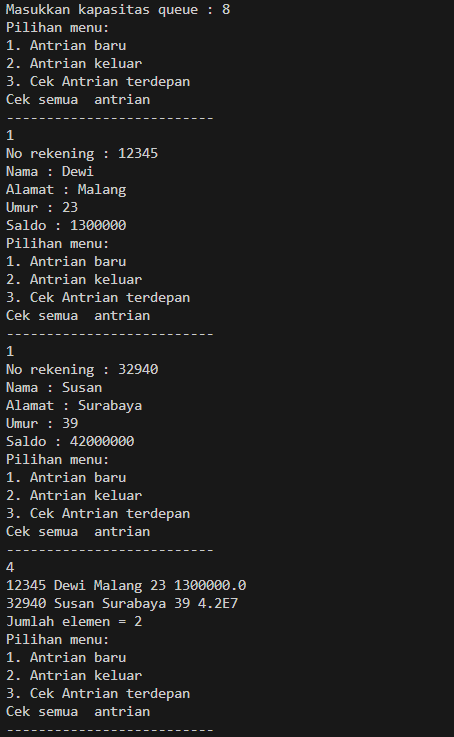 Masukkan kapasitas queue : 8
Pilihan menu:
1. Antrian baru
2. Antrian keluar
3. Cek Antrian terdepan
Cek semua  antrian
--------------------------
1
No rekening : 12345
Nama : Dewi
Alamat : Malang
Umur : 23
Saldo : 1300000
Pilihan menu:
1. Antrian baru
2. Antrian keluar
3. Cek Antrian terdepan
Cek semua  antrian
--------------------------
1
No rekening : 32940
Nama : Susan
Alamat : Surabaya
Umur : 39
Saldo : 42000000
Pilihan menu:
1. Antrian baru
2. Antrian keluar
3. Cek Antrian terdepan
Cek semua  antrian
--------------------------
4
12345 Dewi Malang 23 1300000.0
32940 Susan Surabaya 39 4.2E7
Jumlah elemen = 2
Pilihan menu:
1. Antrian baru
2. Antrian keluar
3. Cek Antrian terdepan
Cek semua  antrian
--------------------------